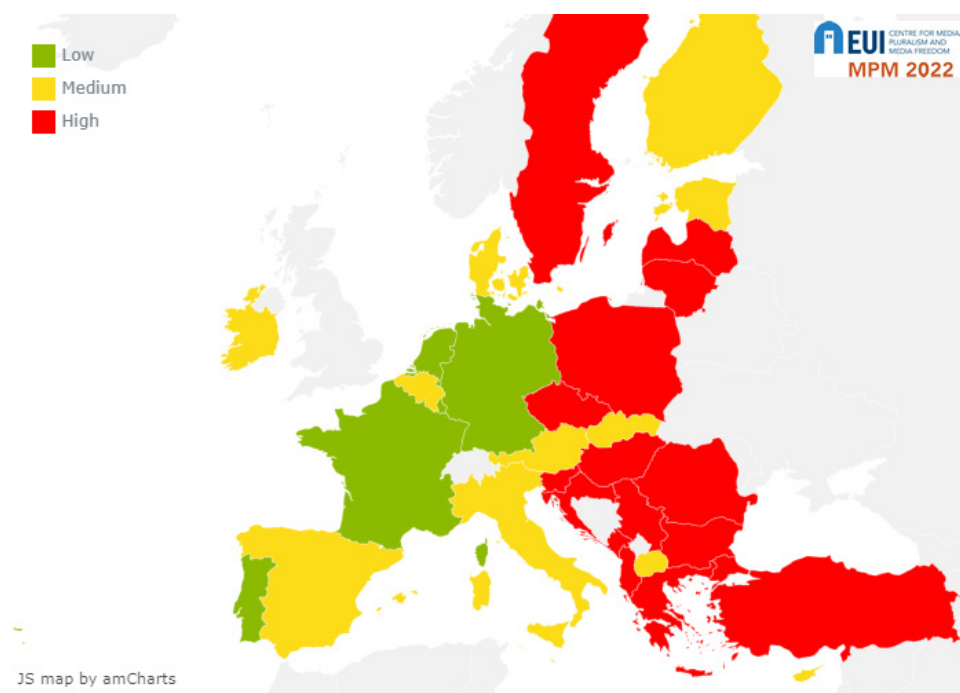 Low
Medium
High
EUI
CENTRE FOR MEDIA
PLURALISM AND
MEDIA FREEDOM
MPM 2022
JS map by amCharts